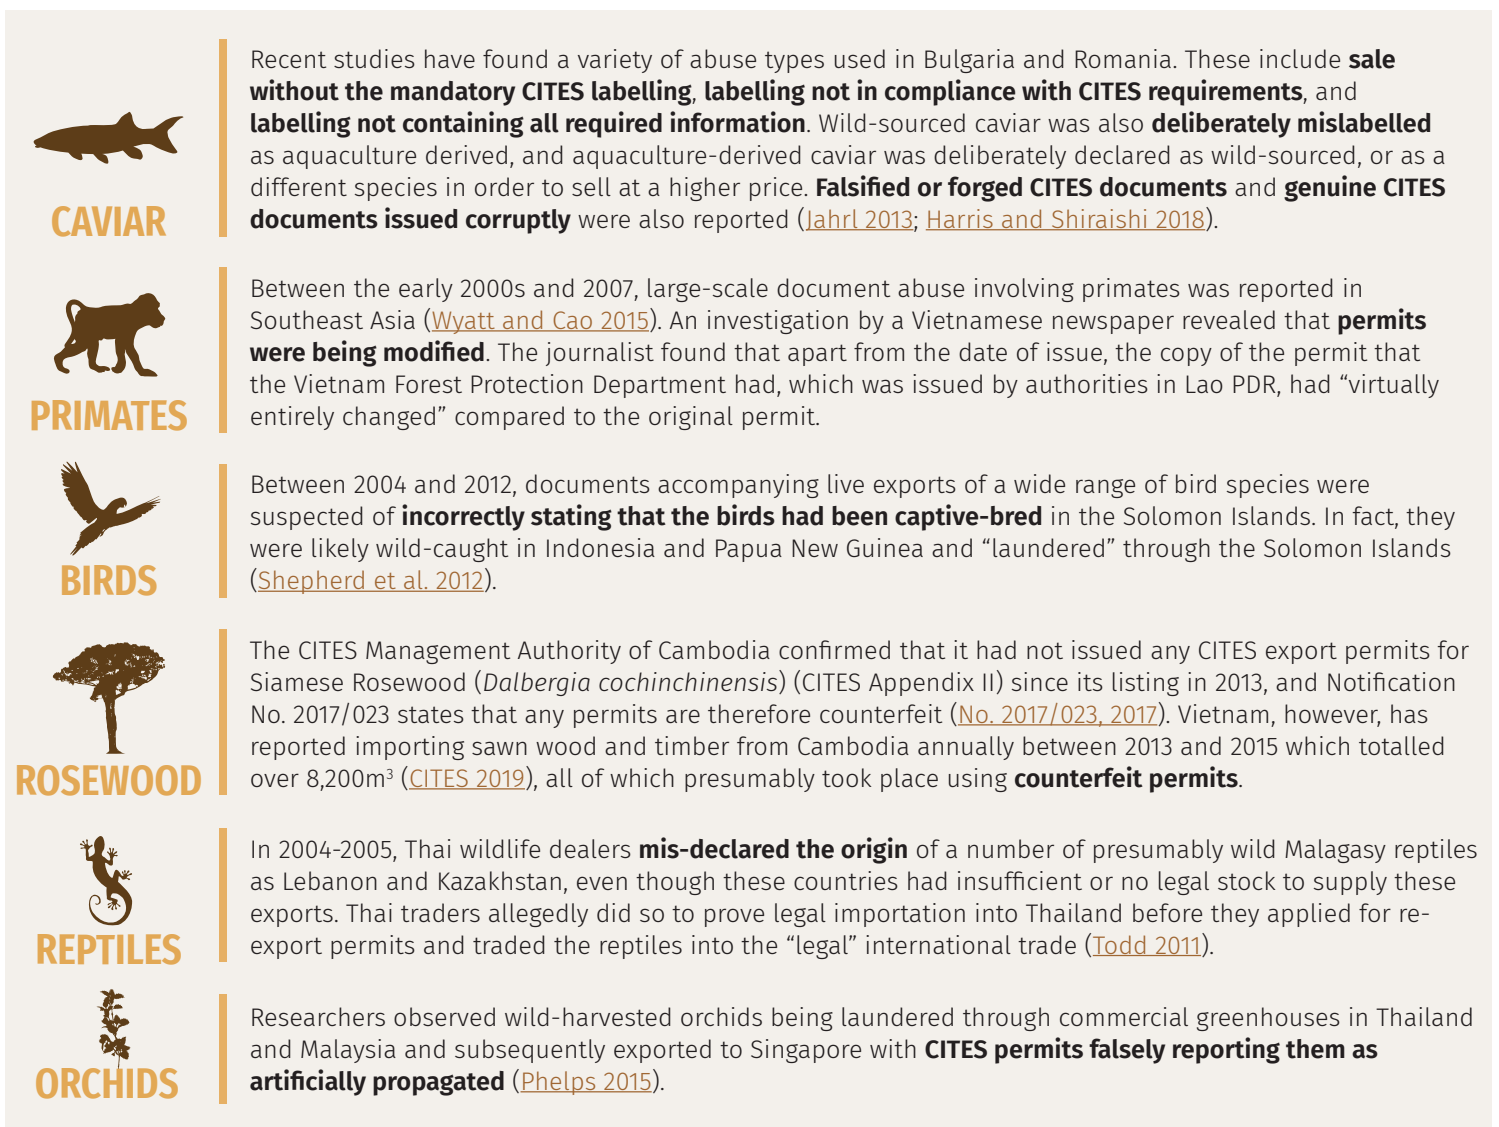 CAVIAR
Recent studies have found a variety of abuse types used in Bulgaria and Romania. These include sale
without the mandatory CITES labelling, labelling not in compliance with CITES requirements, and
labelling not containing all required information. Wild-sourced caviar was also deliberately mislabelled
as aquaculture derived, and aquaculture-derived caviar was deliberately declared as wild-sourced, or as a
different species in order to sell at a higher price. Falsified or forged CITES documents and genuine CITES
documents issued corruptly were also reported (Jahrl 2013; Harris and Shiraishi 2018).
PRIMATES
Between the early 2000s and 2007, large-scale document abuse involving primates was reported in
Southeast Asia (Wyatt and Cao 2015). An investigation by a Vietnamese newspaper revealed that permits
were being modified. The journalist found that apart from the date of issue, the copy of the permit that
the Vietnam Forest Protection Department had, which was issued by authorities in Lao PDR, had “virtually
entirely changed” compared to the original permit.
BIRDS
Between 2004 and 2012, documents accompanying live exports of a wide range of bird species were
suspected of incorrectly stating that the birds had been captive-bred in the Solomon Islands. In fact, they
were likely wild-caught in Indonesia and Papua New Guinea and “laundered” through the Solomon Islands
(Shepherd et al. 2012).
ROSEWOOD
The CITES Management Authority of Cambodia confirmed that it had not issued any CITES export permits for
Siamese Rosewood (Dalbergia cochinchinensis) (CITES Appendix II) since its listing in 2013, and Notification
No. 2017/023 states that any permits are therefore counterfeit (No. 2017/023, 2017). Vietnam, however, has
reported importing sawn wood and timber from Cambodia annually between 2013 and 2015 which totalled
over 8,200m³ (CITES 2019), all of which presumably took place using counterfeit permits.
REPTILES
In 2004-2005, Thai wildlife dealers mis-declared the origin of a number of presumably wild Malagasy reptiles
as Lebanon and Kazakhstan, even though these countries had insufficient or no legal stock to supply these
exports. Thai traders allegedly did so to prove legal importation into Thailand before they applied for re-
export permits and traded the reptiles into the “legal” international trade (Todd 2011).
ORCHIDS
Researchers observed wild-harvested orchids being laundered through commercial greenhouses in Thailand
and Malaysia and subsequently exported to Singapore with CITES permits falsely reporting them as
artificially propagated (Phelps 2015).